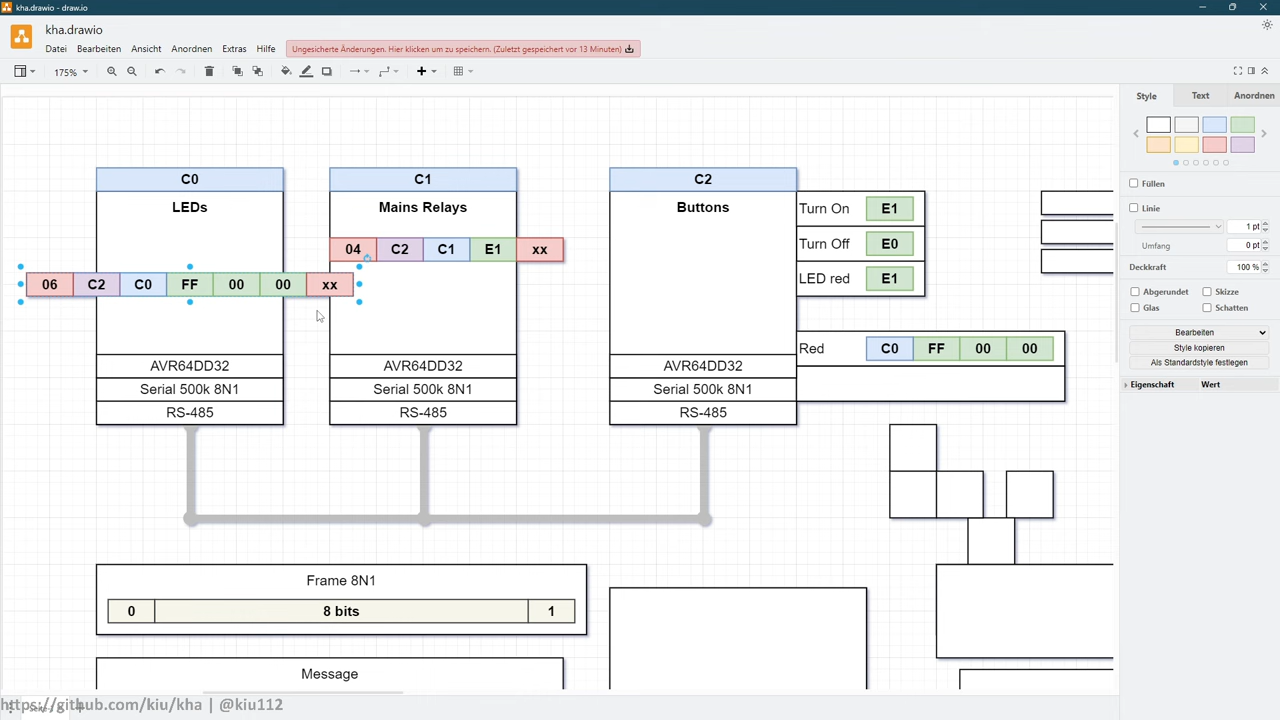 kha.drawio - draw.io
kha.drawio
Datei Bearbeiten Ansicht Anordnen Extras Hilfe
Ungesicherte Änderungen. Hier klicken um zu speichern. (Zuletzt gespeichert vor 13 Minuten)
175%
Style Text Anordnen
Füllen
Linie
1 pt
Umfang 0 pt
Deckkraft 100 %
Abgerundet Skizze
Glas Schatten
Bearbeiten
Style kopieren
Als Standardstyle festlegen
Eigenschaft Wert
C0 C1 C2
LEDs Mains Relays Buttons
Turn On E1
Turn Off E0
LED red E1
04 C2 C1 E1 xx
06 C2 C0 FF 00 00 xx
Red C0 FF 00 00
AVR64DD32 AVR64DD32 AVR64DD32
Serial 500k 8N1 Serial 500k 8N1 Serial 500k 8N1
RS-485 RS-485 RS-485
Frame 8N1
0 8 bits 1
Message
https://github.com/kiu/kha | @kiu112